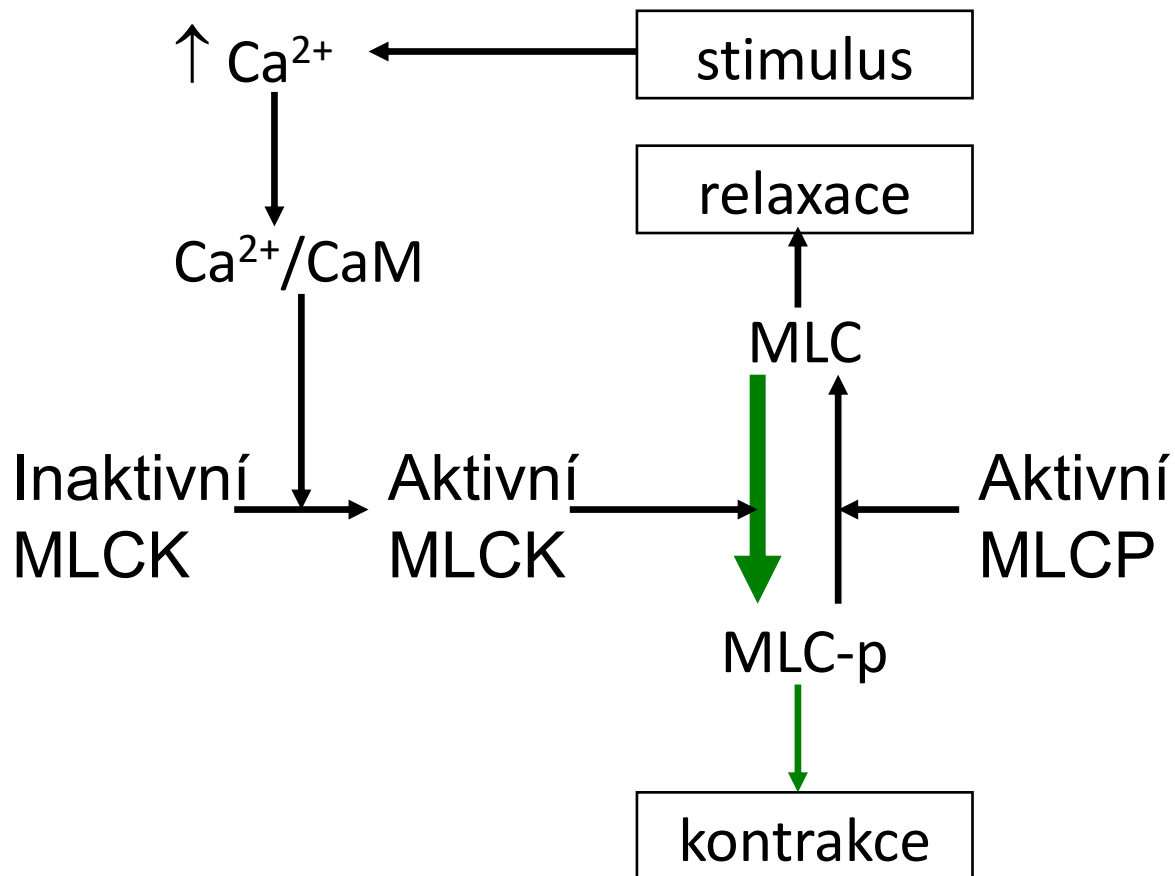 ↑ Ca²⁺
stimulus
relaxace
Ca²⁺/CaM
MLC
Inaktivní
MLCK
Aktivní
MLCK
Aktivní
MLCP
MLC-p
kontrakce